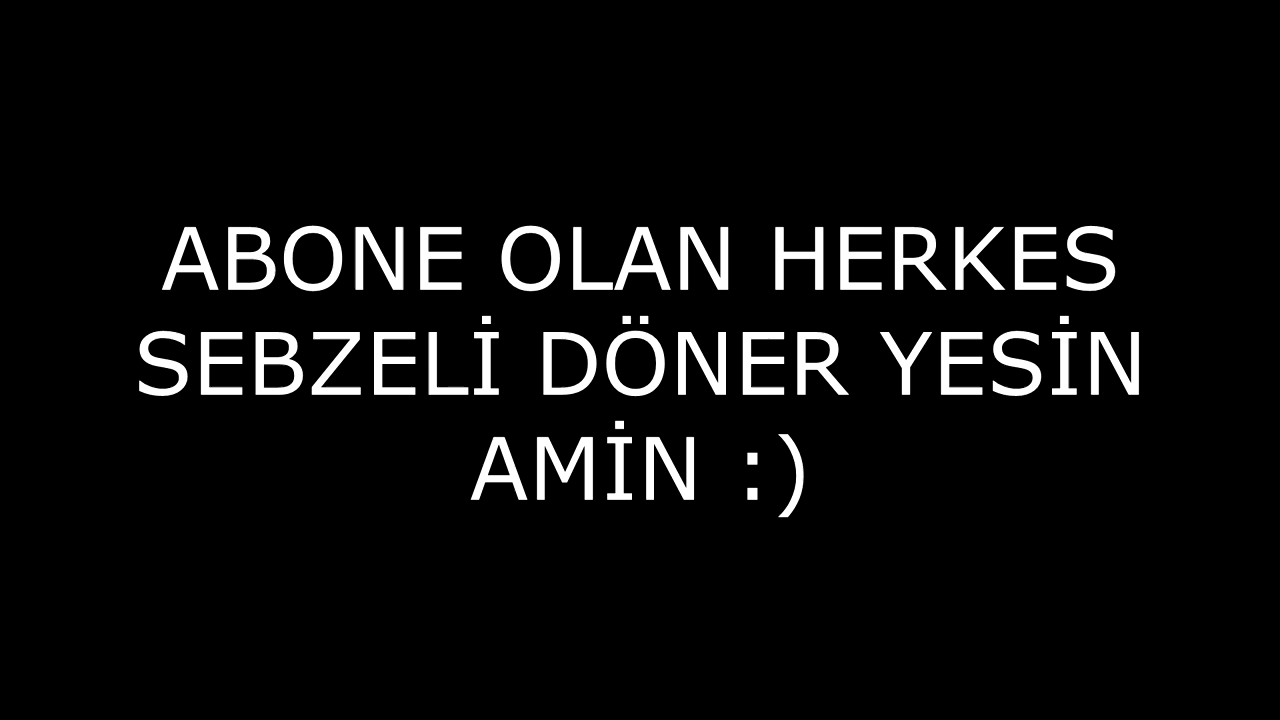 ABONE OLAN HERKES
SEBZELİ DÖNER YESİN
AMİN :)